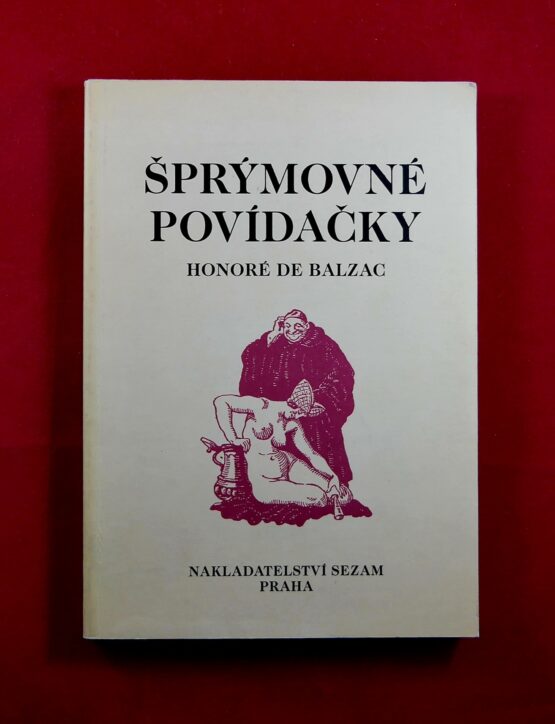 ŠPRÝMOVNÉ
POVÍDAČKY
HONORÉ DE BALZAC
NAKLADATELSTVÍ SEZAM
PRAHA